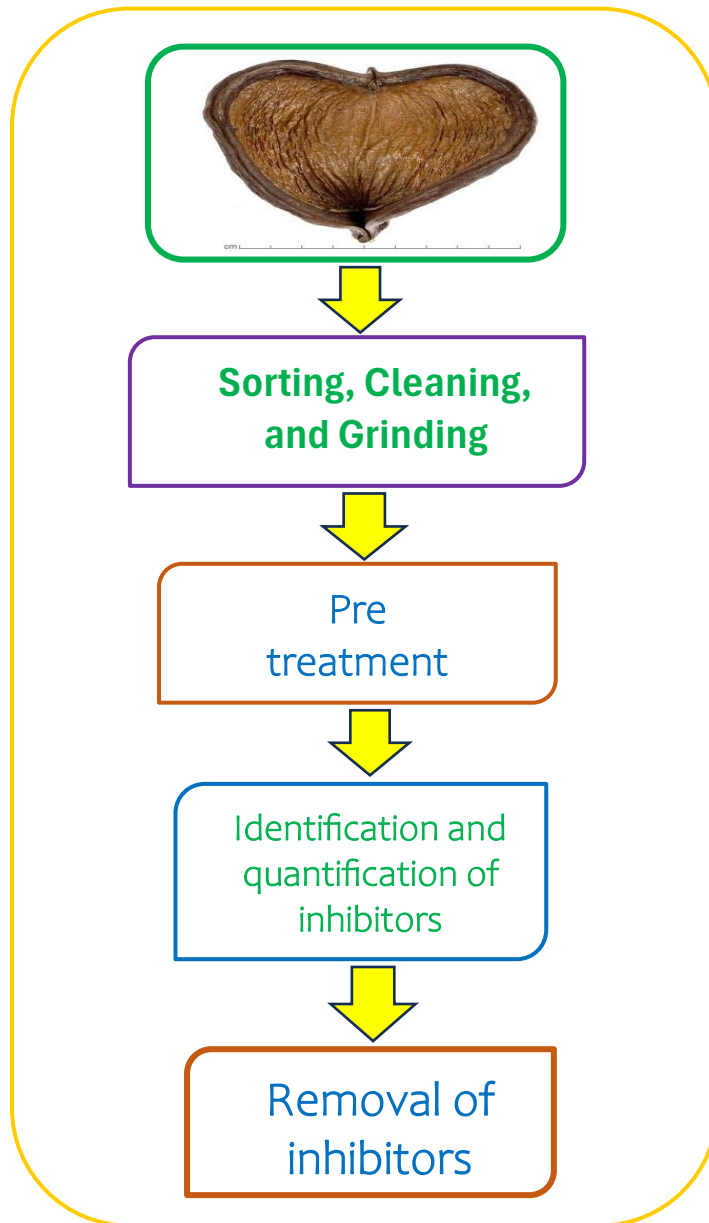 cm
Sorting, Cleaning,
and Grinding
Pre
treatment
Identification and
quantification of
inhibitors
Removal of
inhibitors